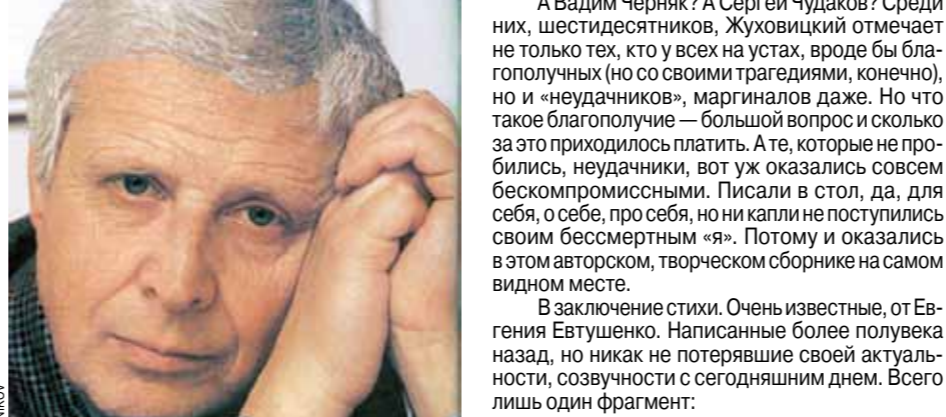 А Вадим Черняк? А Сергей Чудаков? Среди
них, шестидесятников, Жуховицкий отмечает
не только тех, кто у всех на устах, вроде бы бла-
гополучных (но со своими трагедиями, конечно),
но и «неудачников», маргиналов даже. Но что
такое благополучие — большой вопрос и сколько
за это приходилось платить. А те, которые не про-
бились, неудачники, вот уж оказались совсем
бескомпромиссными. Писали в стол, да, для
себя, о себе, про себя, но ни капли не поступились
своим бессмертным «я». Потому и оказались
в этом авторском, творческом сборнике на самом
видном месте.
В заключение стихи. Очень известные, от Ев-
гения Евтушенко. Написанные более полувека
назад, но никак не потерявшие своей актуаль-
ности, созвучности с сегодняшним днем. Всего
лишь один фрагмент: